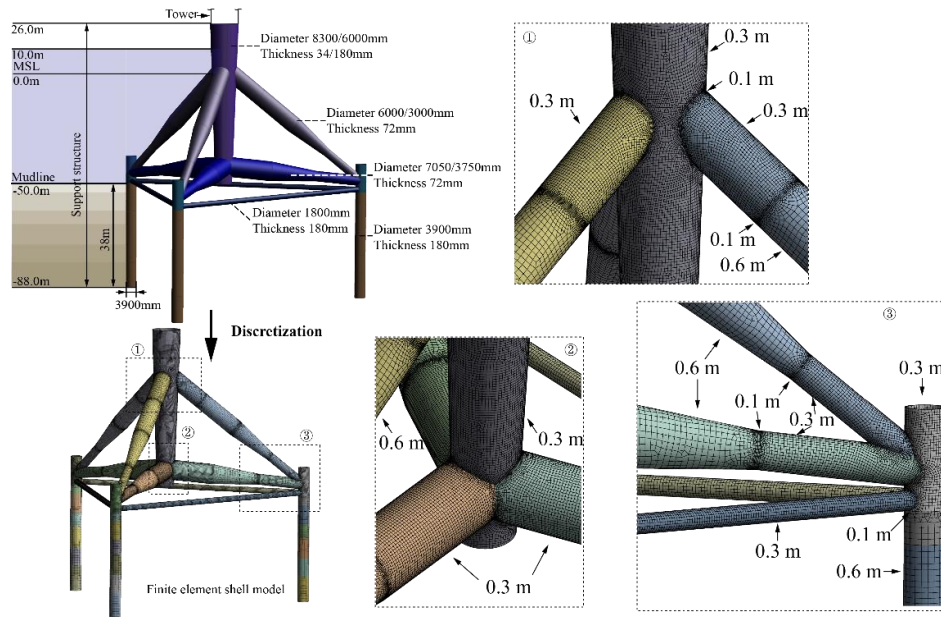 Tower
26.0m
10.0m
MSL
0.0m
Mudline
-50.0m
-88.0m
Support structure
38m
3900mm
Diameter 8300/6000mm
Thickness 34/180mm
Diameter 6000/3000mm
Thickness 72mm
Diameter 7050/3750mm
Thickness 72mm
Diameter 1800mm
Thickness 180mm
Diameter 3900mm
Thickness 180mm
Discretization
①
②
③
Finite element shell model
①
0.3 m
0.1 m
0.3 m
0.3 m
0.1 m
0.6 m
②
0.6 m
0.3 m
0.3 m
③
0.6 m
0.3 m
0.1 m
0.3 m
0.1 m
0.3 m
0.6 m